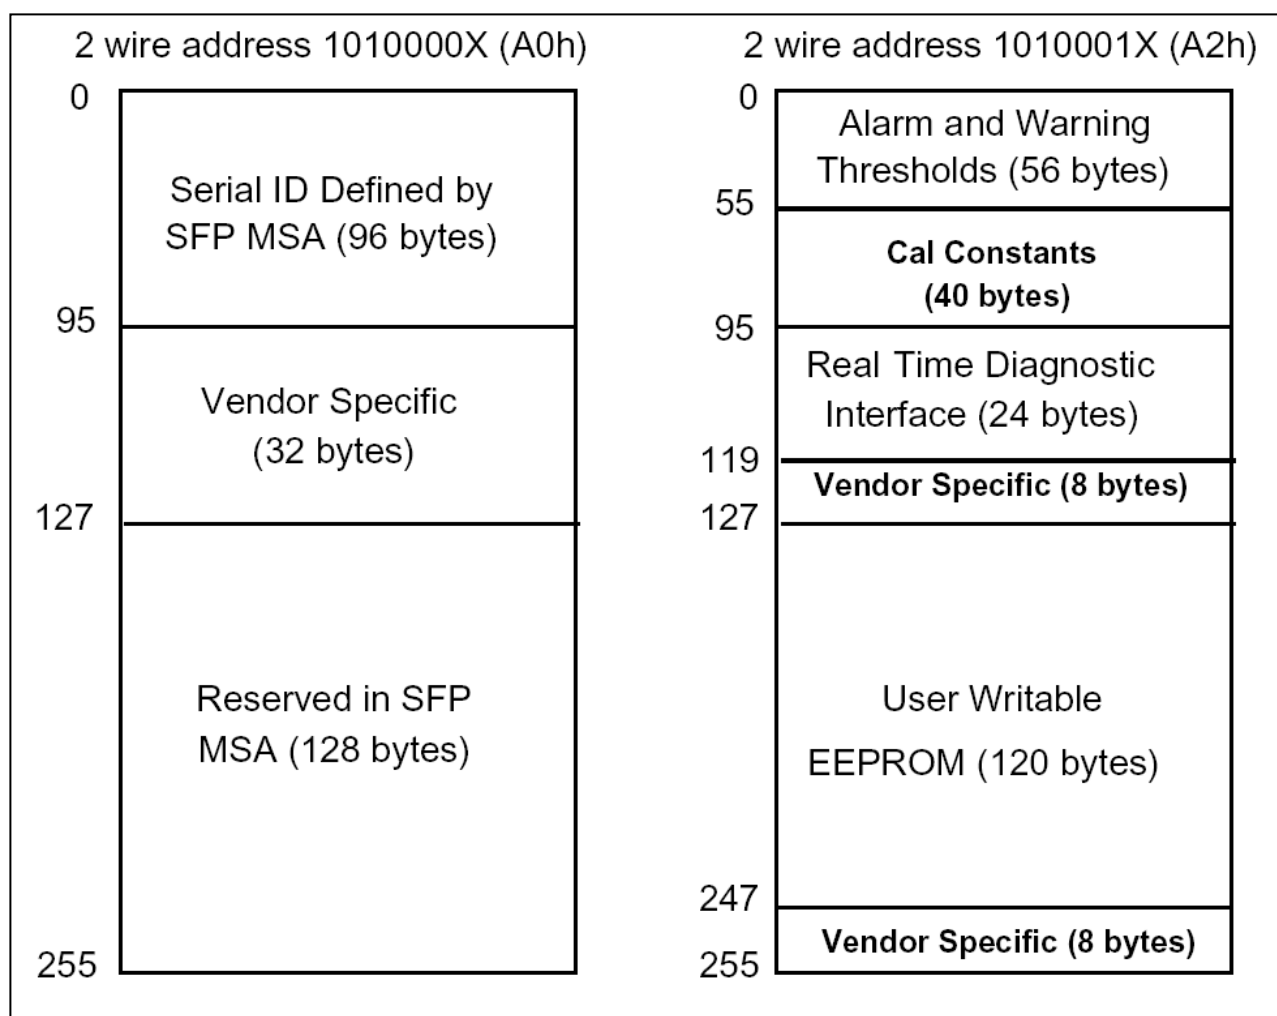 2 wire address 1010000X (A0h)
0
Serial ID Defined by
SFP MSA (96 bytes)
95
Vendor Specific
(32 bytes)
127
Reserved in SFP
MSA (128 bytes)
255
2 wire address 1010001X (A2h)
0
Alarm and Warning
Thresholds (56 bytes)
55
Cal Constants
(40 bytes)
95
Real Time Diagnostic
Interface (24 bytes)
119
Vendor Specific (8 bytes)
127
User Writable
EEPROM (120 bytes)
247
Vendor Specific (8 bytes)
255